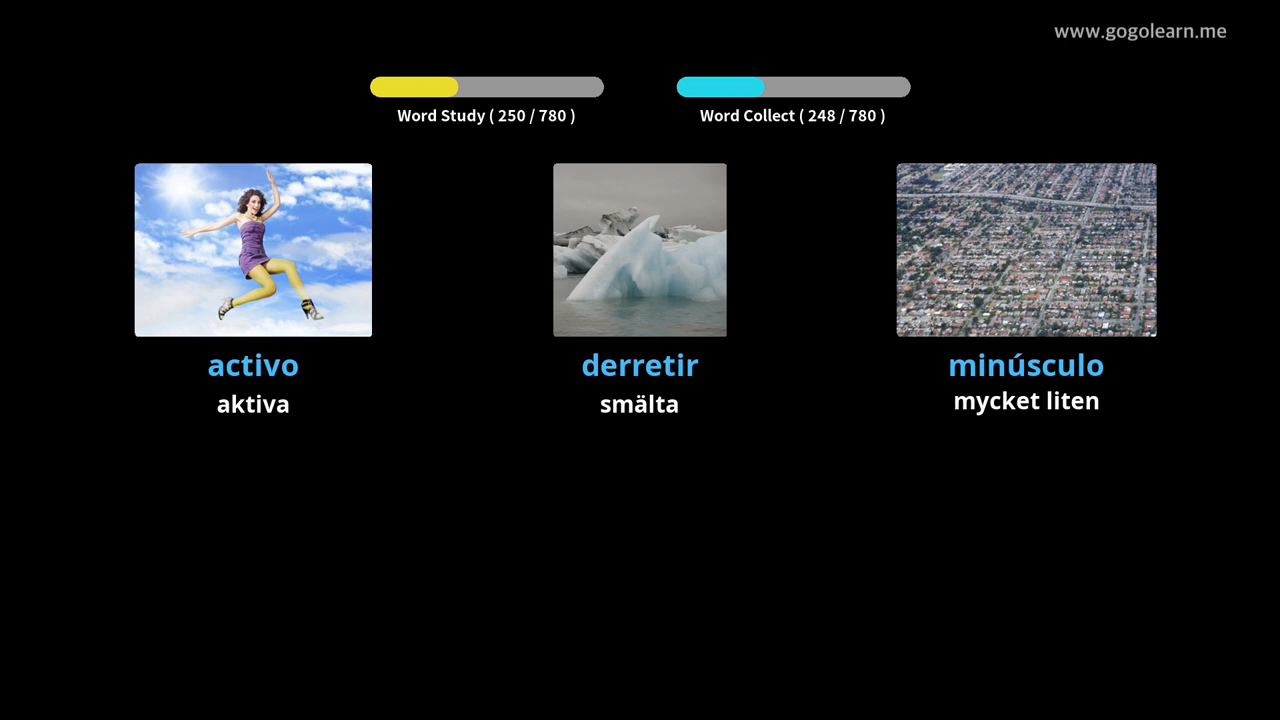 www.gogolearn.me
Word Study ( 250 / 780 )
Word Collect ( 248 / 780 )
activo
derretir
minúsculo
aktiva
smälta
mycket liten